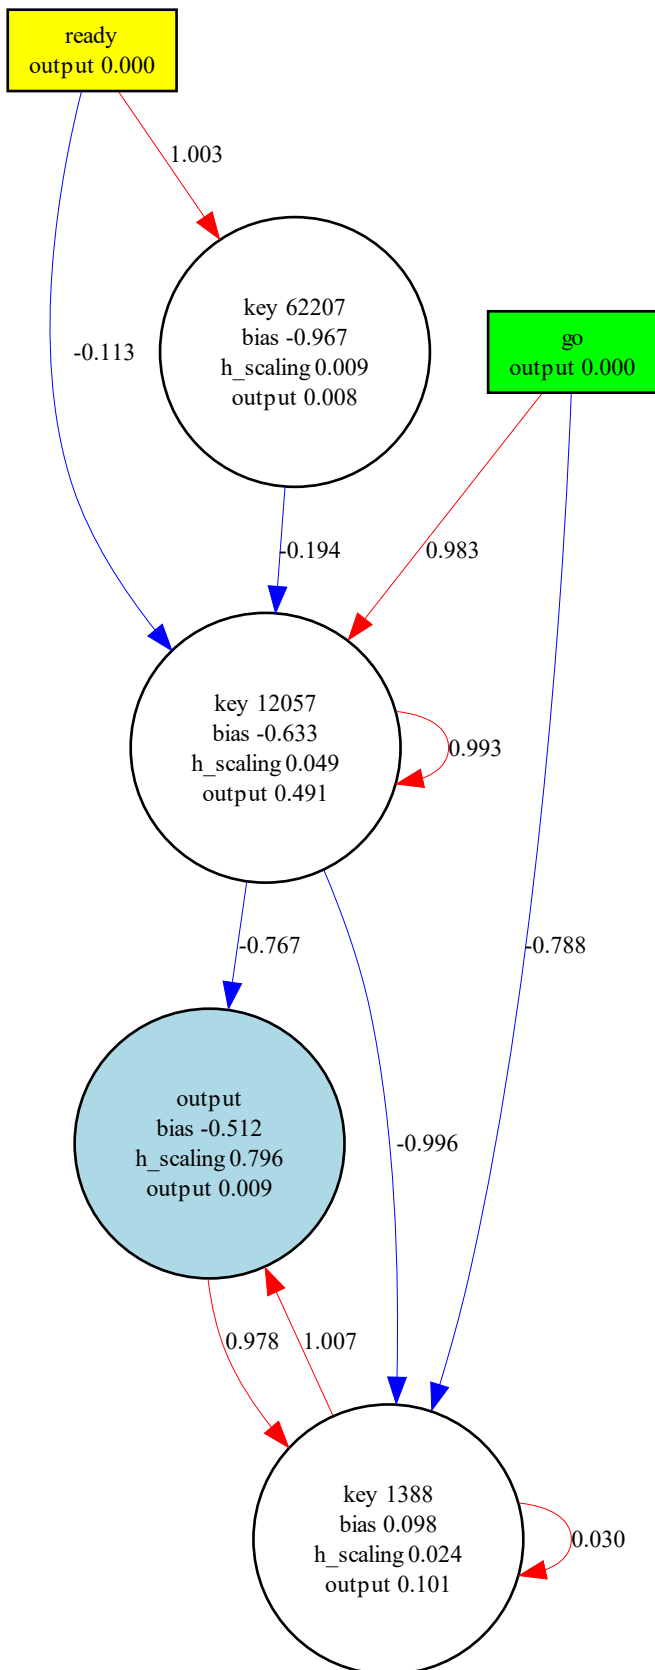 ready
output 0.000
1.003
key 62207
bias -0.967
h_scaling 0.009
output 0.008
go
output 0.000
-0.113
-0.194
0.983
key 12057
bias -0.633
h_scaling 0.049
output 0.491
0.993
-0.767
-0.788
output
bias -0.512
h_scaling 0.796
output 0.009
-0.996
0.978
1.007
key 1388
bias 0.098
h_scaling 0.024
output 0.101
0.030